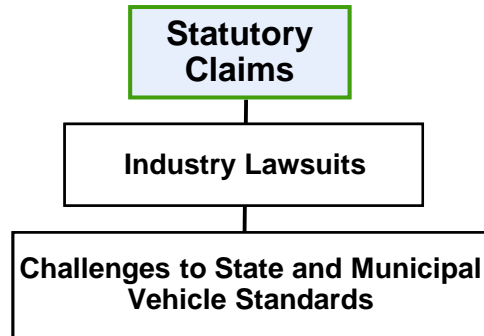 Statutory
Claims
Industry Lawsuits
Challenges to State and Municipal
Vehicle Standards